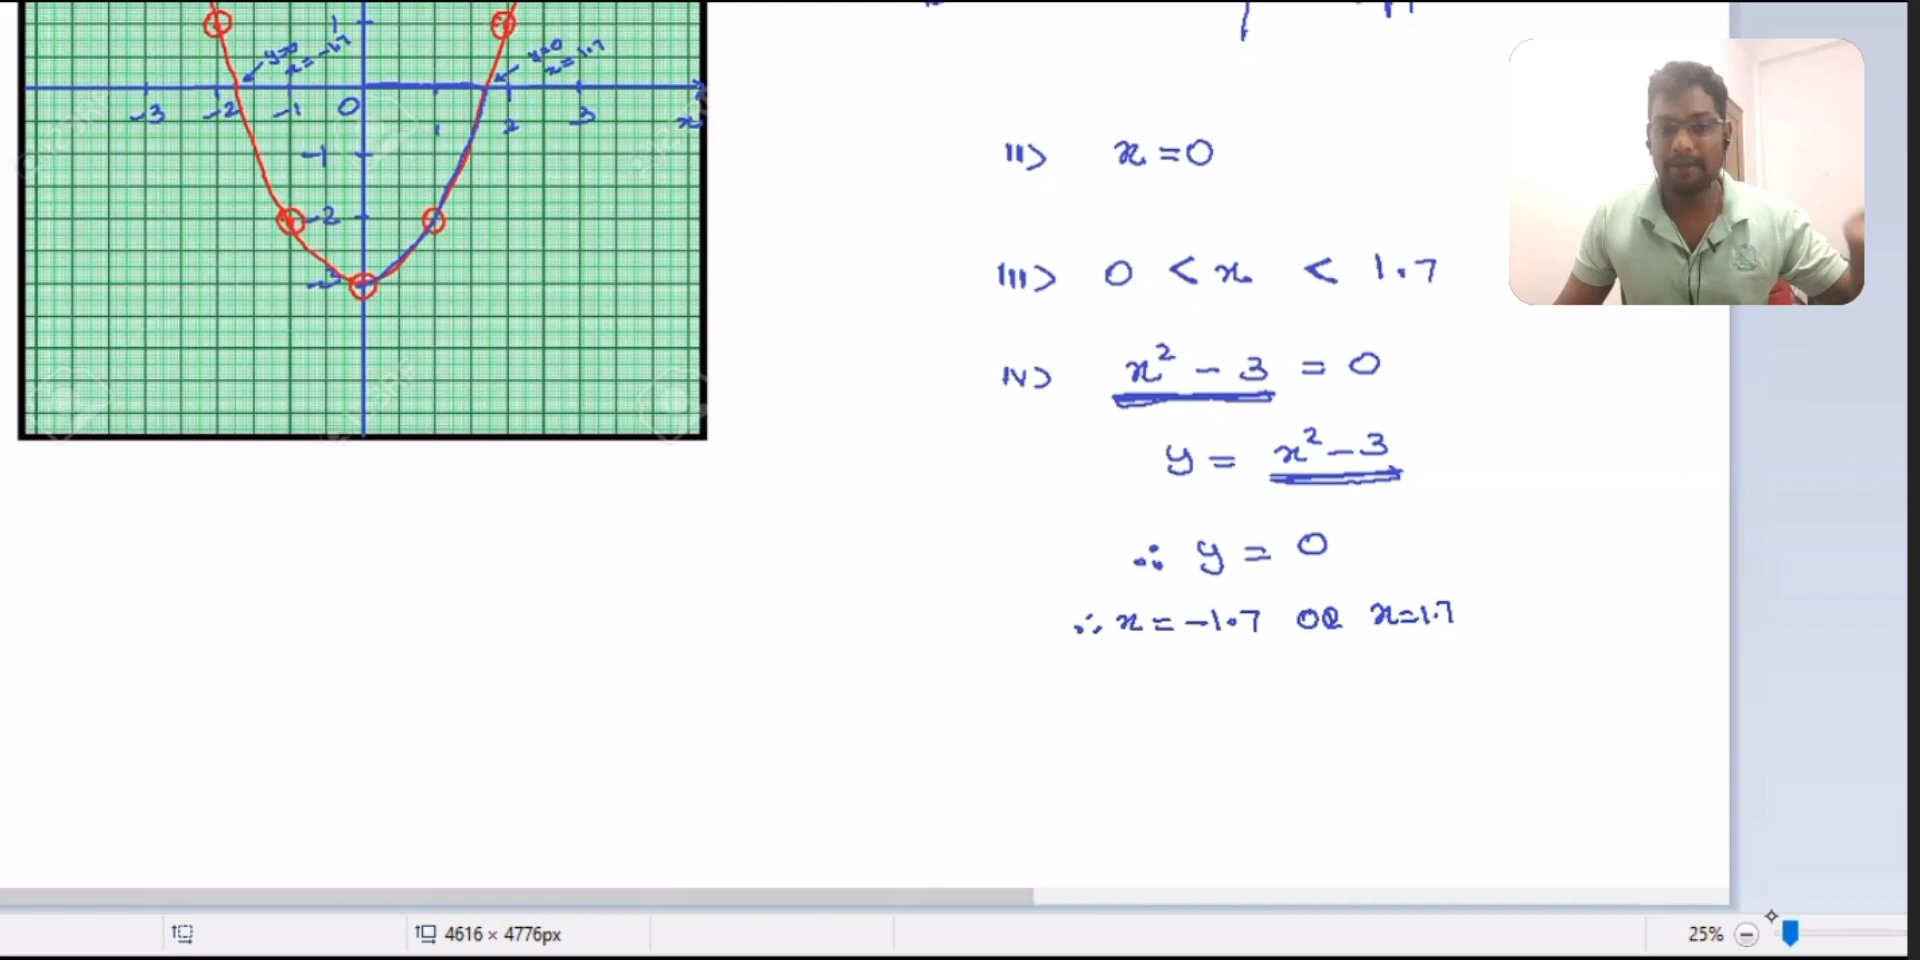 1
y=0
x=-1.7
y=0
x=1.7
-3 -2 -1 0 1 2 3
x
-1
-2
-3
II> x=0
III> 0 < x < 1.7
IV> x² - 3 = 0
y = x² - 3
∴ y = 0
∴ x = -1.7 OR x=1.7
4616 × 4776px
25%